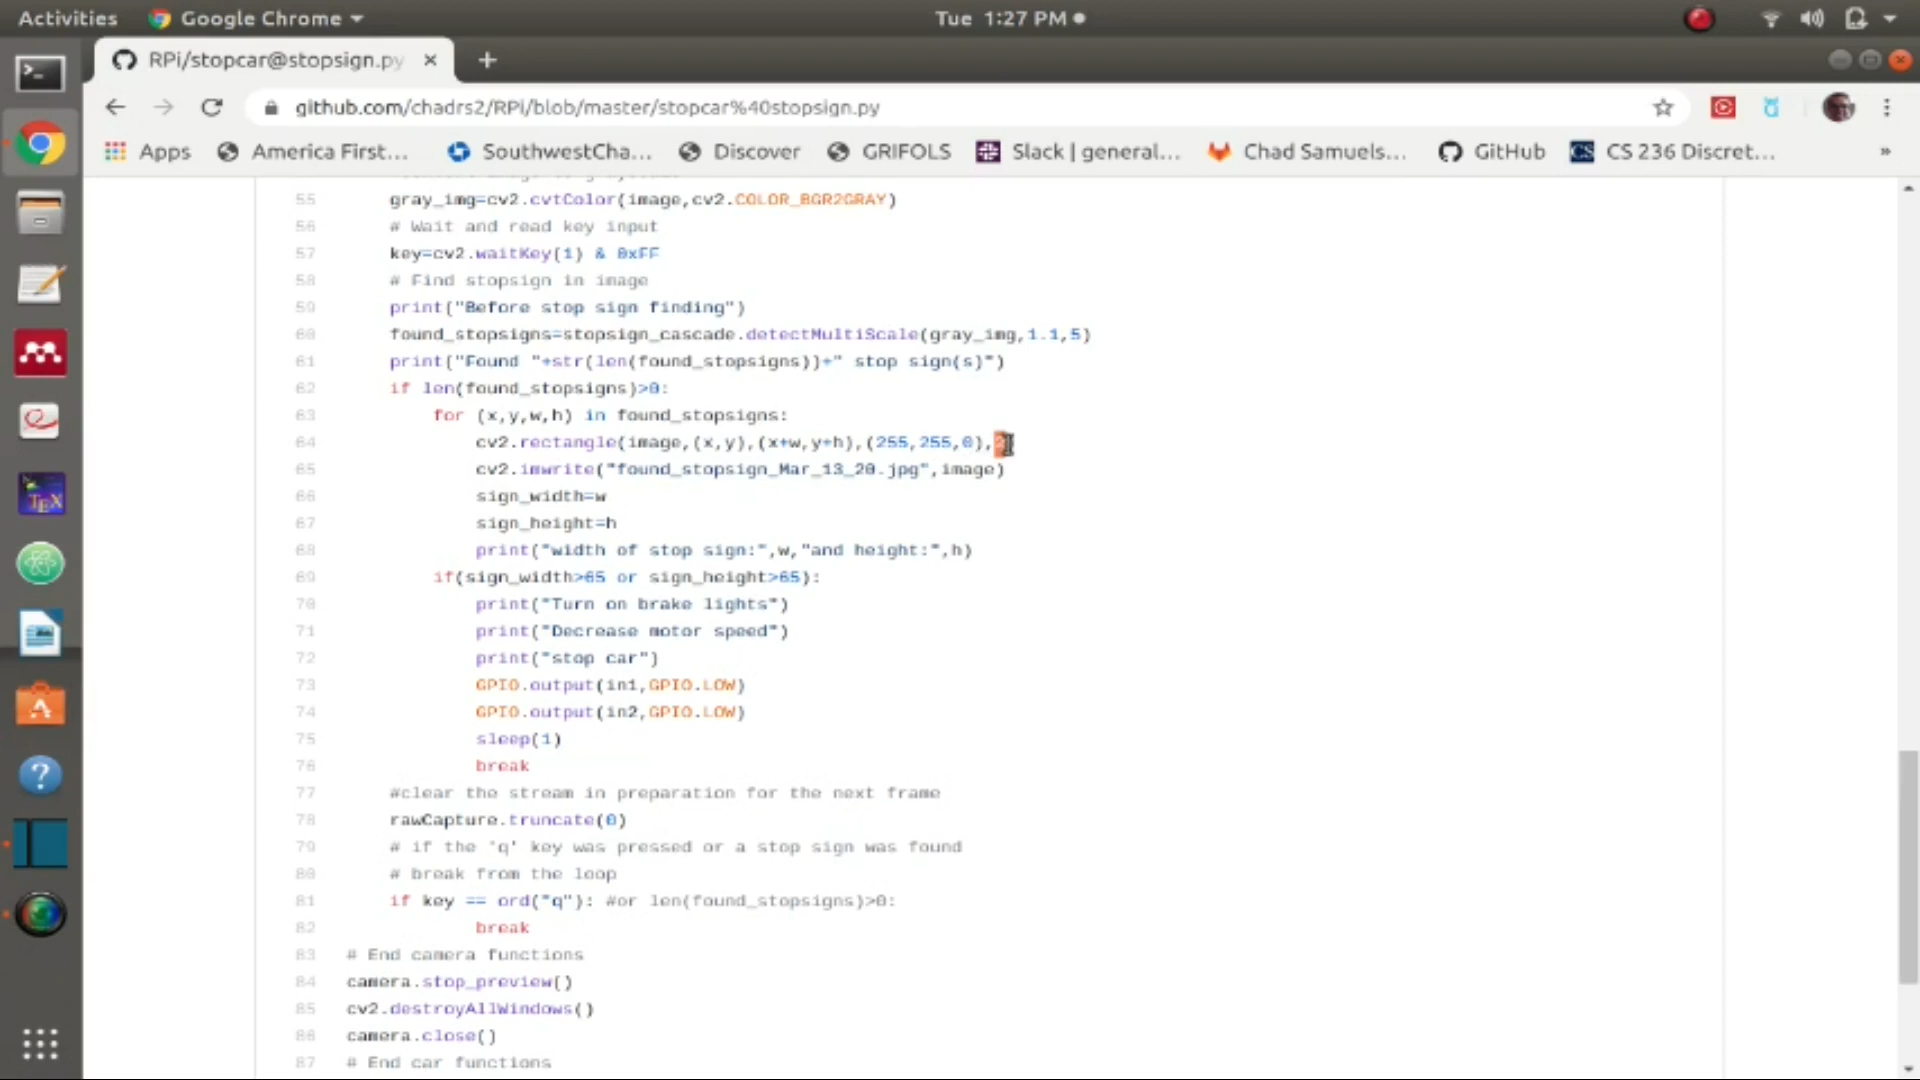 Activities Google Chrome Tue 1:27 PM
RPi/stopcar@stopsign.py
github.com/chadrs2/RPi/blob/master/stopcar%40stopsign.py
Apps America First... SouthwestCha... Discover GRIFOLS Slack | general... Chad Samuels... GitHub CS CS 236 Discret... »
55 gray_img=cv2.cvtColor(image,cv2.COLOR_BGR2GRAY)
56 # Wait and read key input
57 key=cv2.waitKey(1) & 0xFF
58 # Find stopsign in image
59 print("Before stop sign finding")
60 found_stopsigns=stopsign_cascade.detectMultiScale(gray_img,1.1,5)
61 print("Found "+str(len(found_stopsigns))+" stop sign(s)")
62 if len(found_stopsigns)>0:
63 for (x,y,w,h) in found_stopsigns:
64 cv2.rectangle(image,(x,y),(x+w,y+h),(255,255,0),
65 cv2.imwrite("found_stopsign_Mar_13_20.jpg",image)
66 sign_width=w
67 sign_height=h
68 print("width of stop sign:",w,"and height:",h)
69 if(sign_width>65 or sign_height>65):
70 print("Turn on brake lights")
71 print("Decrease motor speed")
72 print("stop car")
73 GPIO.output(in1,GPIO.LOW)
74 GPIO.output(in2,GPIO.LOW)
75 sleep(1)
76 break
77 #clear the stream in preparation for the next frame
78 rawCapture.truncate(0)
79 # if the 'q' key was pressed or a stop sign was found
80 # break from the loop
81 if key == ord("q"): #or len(found_stopsigns)>0:
82 break
83 # End camera functions
84 camera.stop_preview()
85 cv2.destroyAllWindows()
86 camera.close()
87 # End car functions